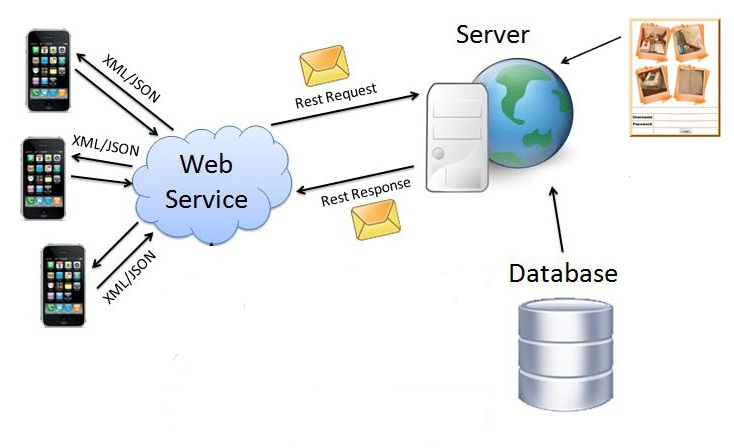 Server
XML/JSON
Rest Request
XML/JSON
Web
Service
Username
Password
Login
Rest Response
XML/JSON
Database